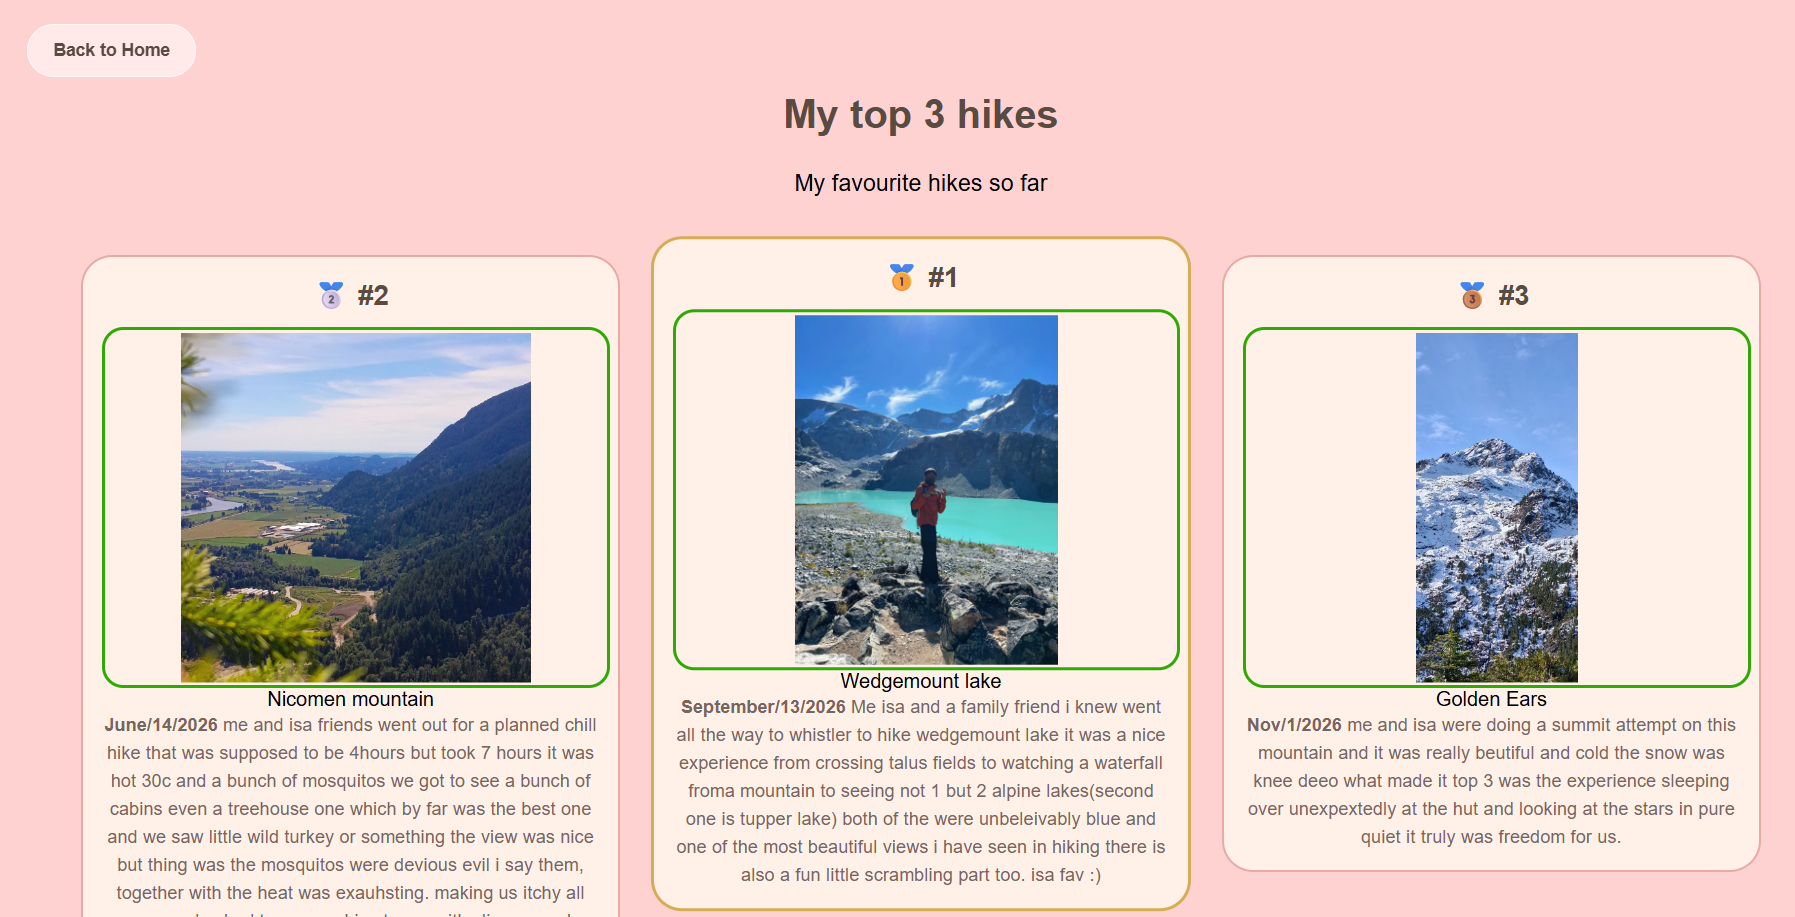 Back to Home
My top 3 hikes
My favourite hikes so far
#2
Nicomen mountain
June/14/2026 me and isa friends went out for a planned chill
hike that was supposed to be 4hours but took 7 hours it was
hot 30c and a bunch of mosquitos we got to see a bunch of
cabins even a treehouse one which by far was the best one
and we saw little wild turkey or something the view was nice
but thing was the mosquitos were devious evil i say them,
together with the heat was exauhsting. making us itchy all
#1
Wedgemount lake
September/13/2026 Me isa and a family friend i knew went
all the way to whistler to hike wedgemount lake it was a nice
experience from crossing talus fields to watching a waterfall
froma mountain to seeing not 1 but 2 alpine lakes(second
one is tupper lake) both of the were unbeleivably blue and
one of the most beautiful views i have seen in hiking there is
also a fun little scrambling part too. isa fav :)
#3
Golden Ears
Nov/1/2026 me and isa were doing a summit attempt on this
mountain and it was really beutiful and cold the snow was
knee deeo what made it top 3 was the experience sleeping
over unexpextedly at the hut and looking at the stars in pure
quiet it truly was freedom for us.